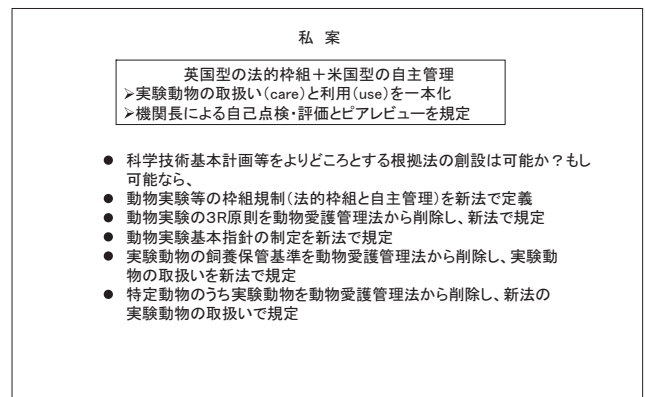 私 案
英国型の法的枠組＋米国型の自主管理
➢実験動物の取扱い（care）と利用（use）を一本化
➢機関長による自己点検・評価とピアレビューを規定
● 科学技術基本計画等をよりどころとする根拠法の創設は可能か？もし
可能なら、
● 動物実験等の枠組規制（法的枠組と自主管理）を新法で定義
● 動物実験の3R原則を動物愛護管理法から削除し、新法で規定
● 動物実験基本指針の制定を新法で規定
● 実験動物の飼養保管基準を動物愛護管理法から削除し、実験動
物の取扱いを新法で規定
● 特定動物のうち実験動物を動物愛護管理法から削除し、新法の
実験動物の取扱いで規定